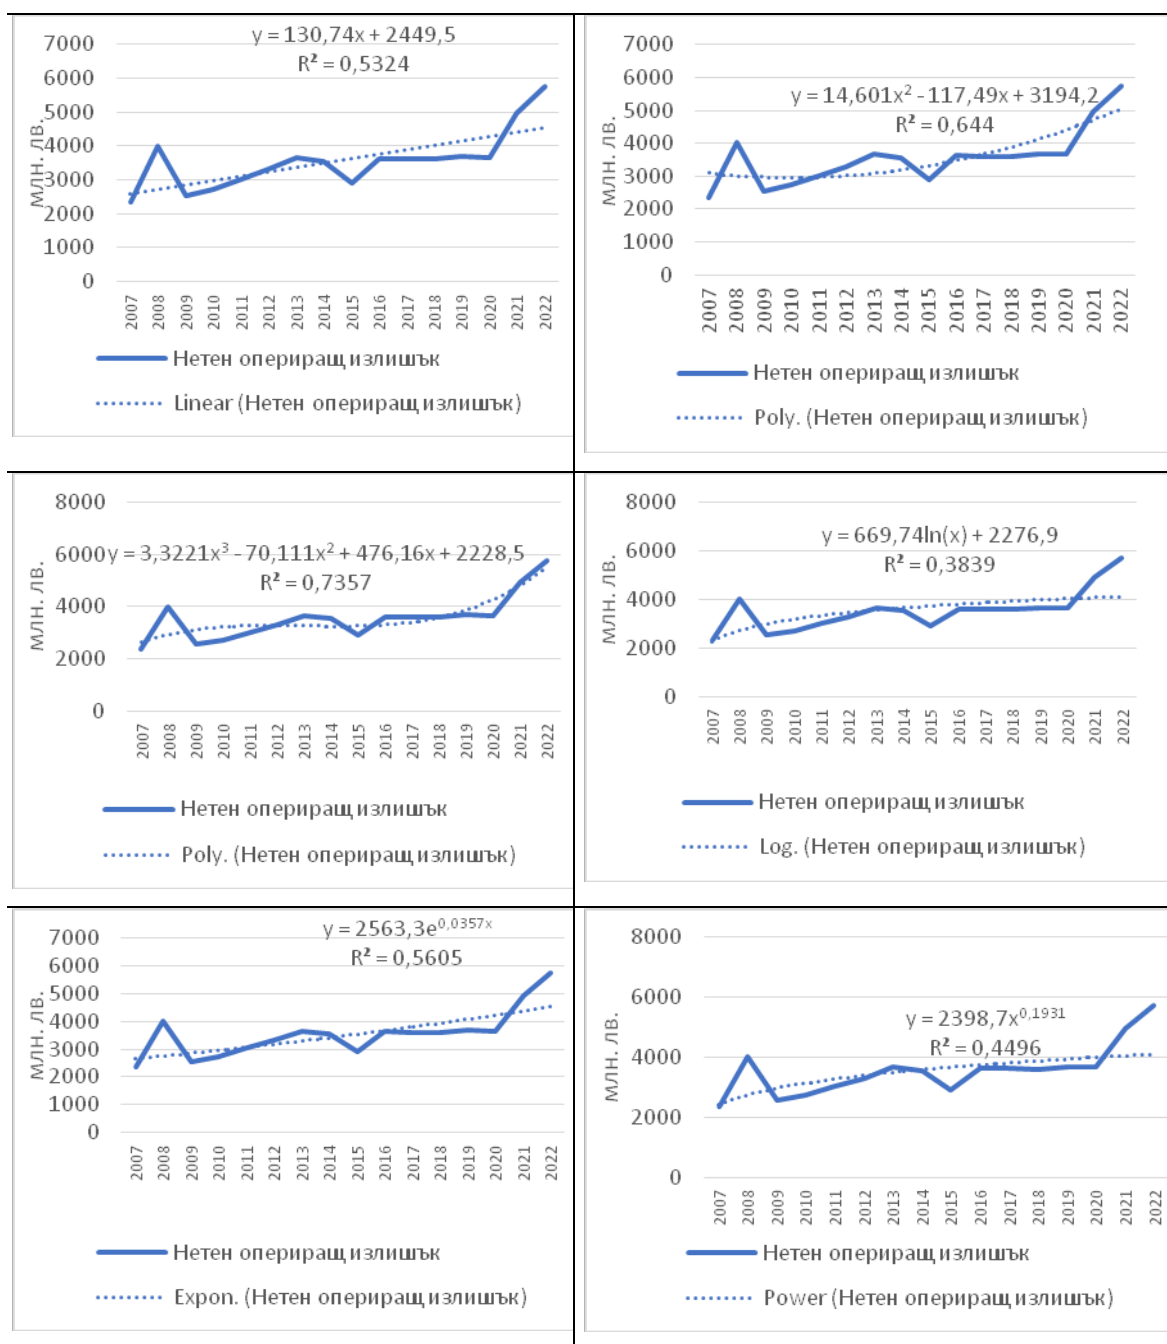 y = 130,74x + 2449,5
R² = 0,5324
7000
6000
5000
4000
3000
2000
1000
0
млн. лв.
2007 2008 2009 2010 2011 2012 2013 2014 2015 2016 2017 2018 2019 2020 2021 2022
Нетен опериращ излишък
Linear (Нетен опериращ излишък)
y = 14,601x² - 117,49x + 3194,2
R² = 0,644
7000
6000
5000
4000
3000
2000
1000
0
млн. лв.
2007 2008 2009 2010 2011 2012 2013 2014 2015 2016 2017 2018 2019 2020 2021 2022
Нетен опериращ излишък
Poly. (Нетен опериращ излишък)
y = 3,3221x³ - 70,111x² + 476,16x + 2228,5
R² = 0,7357
8000
6000
4000
2000
0
млн. лв.
2007 2008 2009 2010 2011 2012 2013 2014 2015 2016 2017 2018 2019 2020 2021 2022
Нетен опериращ излишък
Poly. (Нетен опериращ излишък)
y = 669,74ln(x) + 2276,9
R² = 0,3839
8000
6000
4000
2000
0
млн. лв.
2007 2008 2009 2010 2011 2012 2013 2014 2015 2016 2017 2018 2019 2020 2021 2022
Нетен опериращ излишък
Log. (Нетен опериращ излишък)
y = 2563,3e^0,0357x
R² = 0,5605
7000
6000
5000
4000
3000
2000
1000
0
млн. лв.
2007 2008 2009 2010 2011 2012 2013 2014 2015 2016 2017 2018 2019 2020 2021 2022
Нетен опериращ излишък
Expon. (Нетен опериращ излишък)
y = 2398,7x^0,1931
R² = 0,4496
8000
6000
4000
2000
0
млн. лв.
2007 2008 2009 2010 2011 2012 2013 2014 2015 2016 2017 2018 2019 2020 2021 2022
Нетен опериращ излишък
Power (Нетен опериращ излишък)